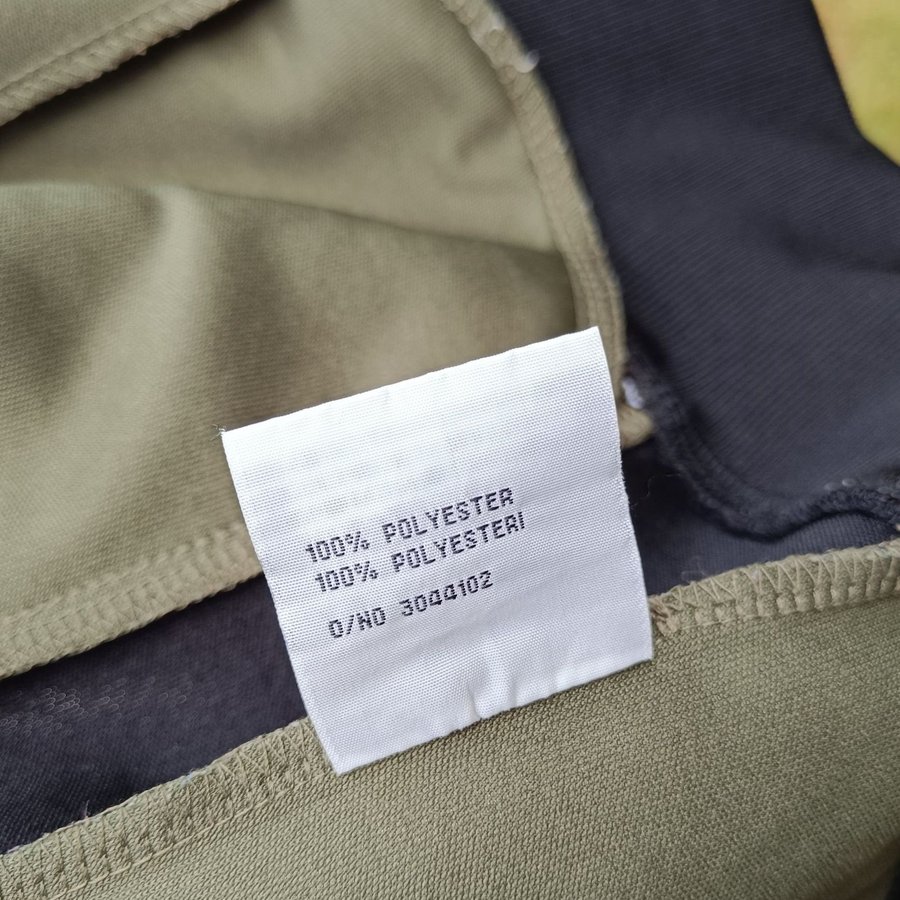 100% POLYESTER
100% POLYESTERI
O/NO 3044102